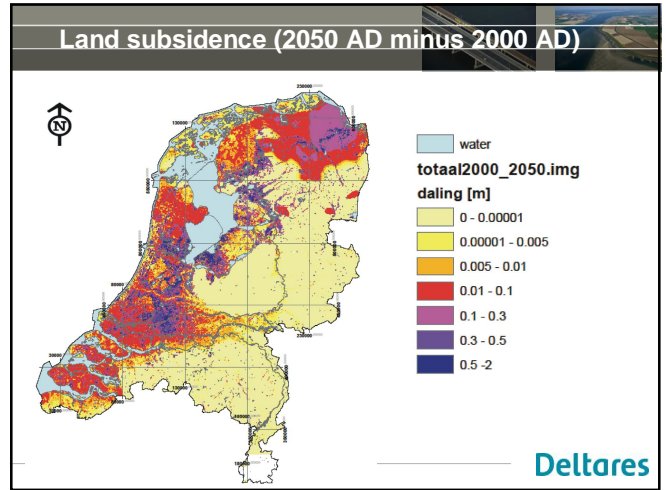 Land subsidence (2050 AD minus 2000 AD)
N
water
totaal2000_2050.img
daling [m]
0 - 0.00001
0.00001 - 0.005
0.005 - 0.01
0.01 - 0.1
0.1 - 0.3
0.3 - 0.5
0.5 -2
Deltares